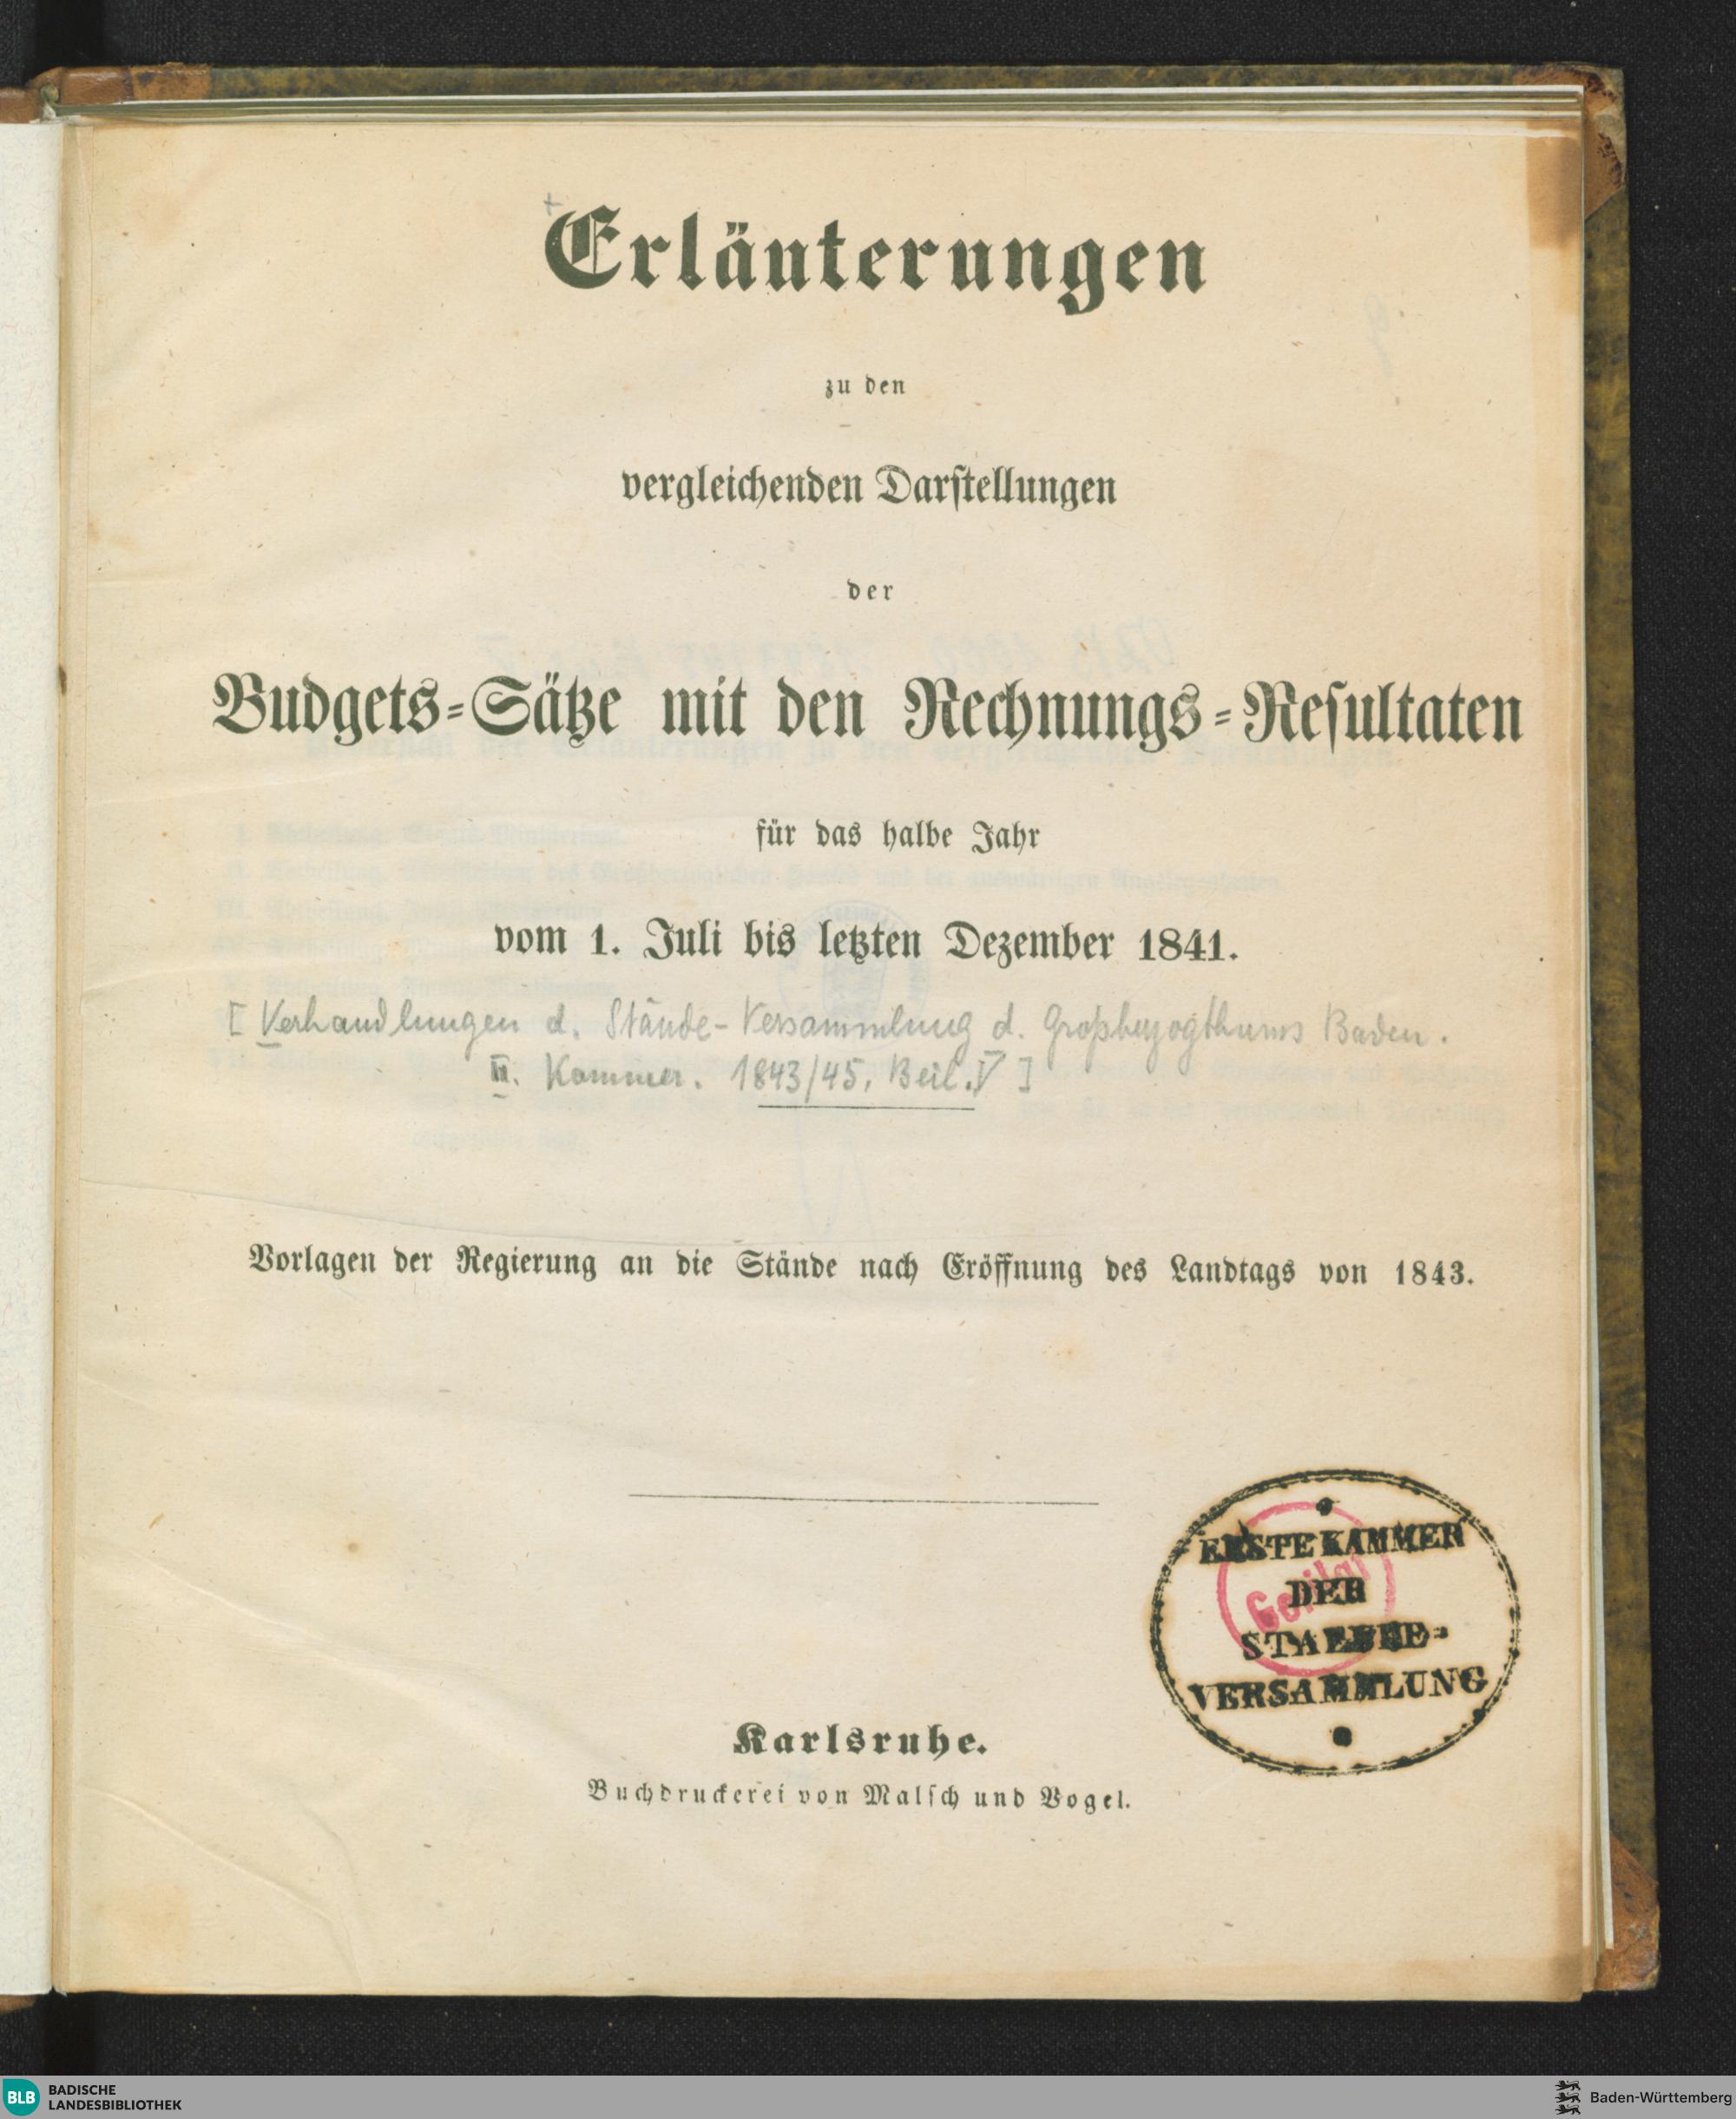 Erläuterungen
zu den
vergleichenden Darstellungen
der
Budgets-Sätze mit den Rechnungs-Resultaten
für das halbe Jahr
vom 1. Juli bis letzten Dezember 1841.
[Verhandlungen d. Stände-Versammlung d. Großherzogthums Baden.
II. Kammer. 1843/45, Beil. V]
Vorlagen der Regierung an die Stände nach Eröffnung des Landtags von 1843.
ERSTE KAMMER
DER
STAENDE-
VERSAMMLUNG
Karlsruhe.
Buchdruckerei von Malsch und Vogel.
BLB BADISCHE
LANDESBIBLIOTHEK
Baden-Württemberg